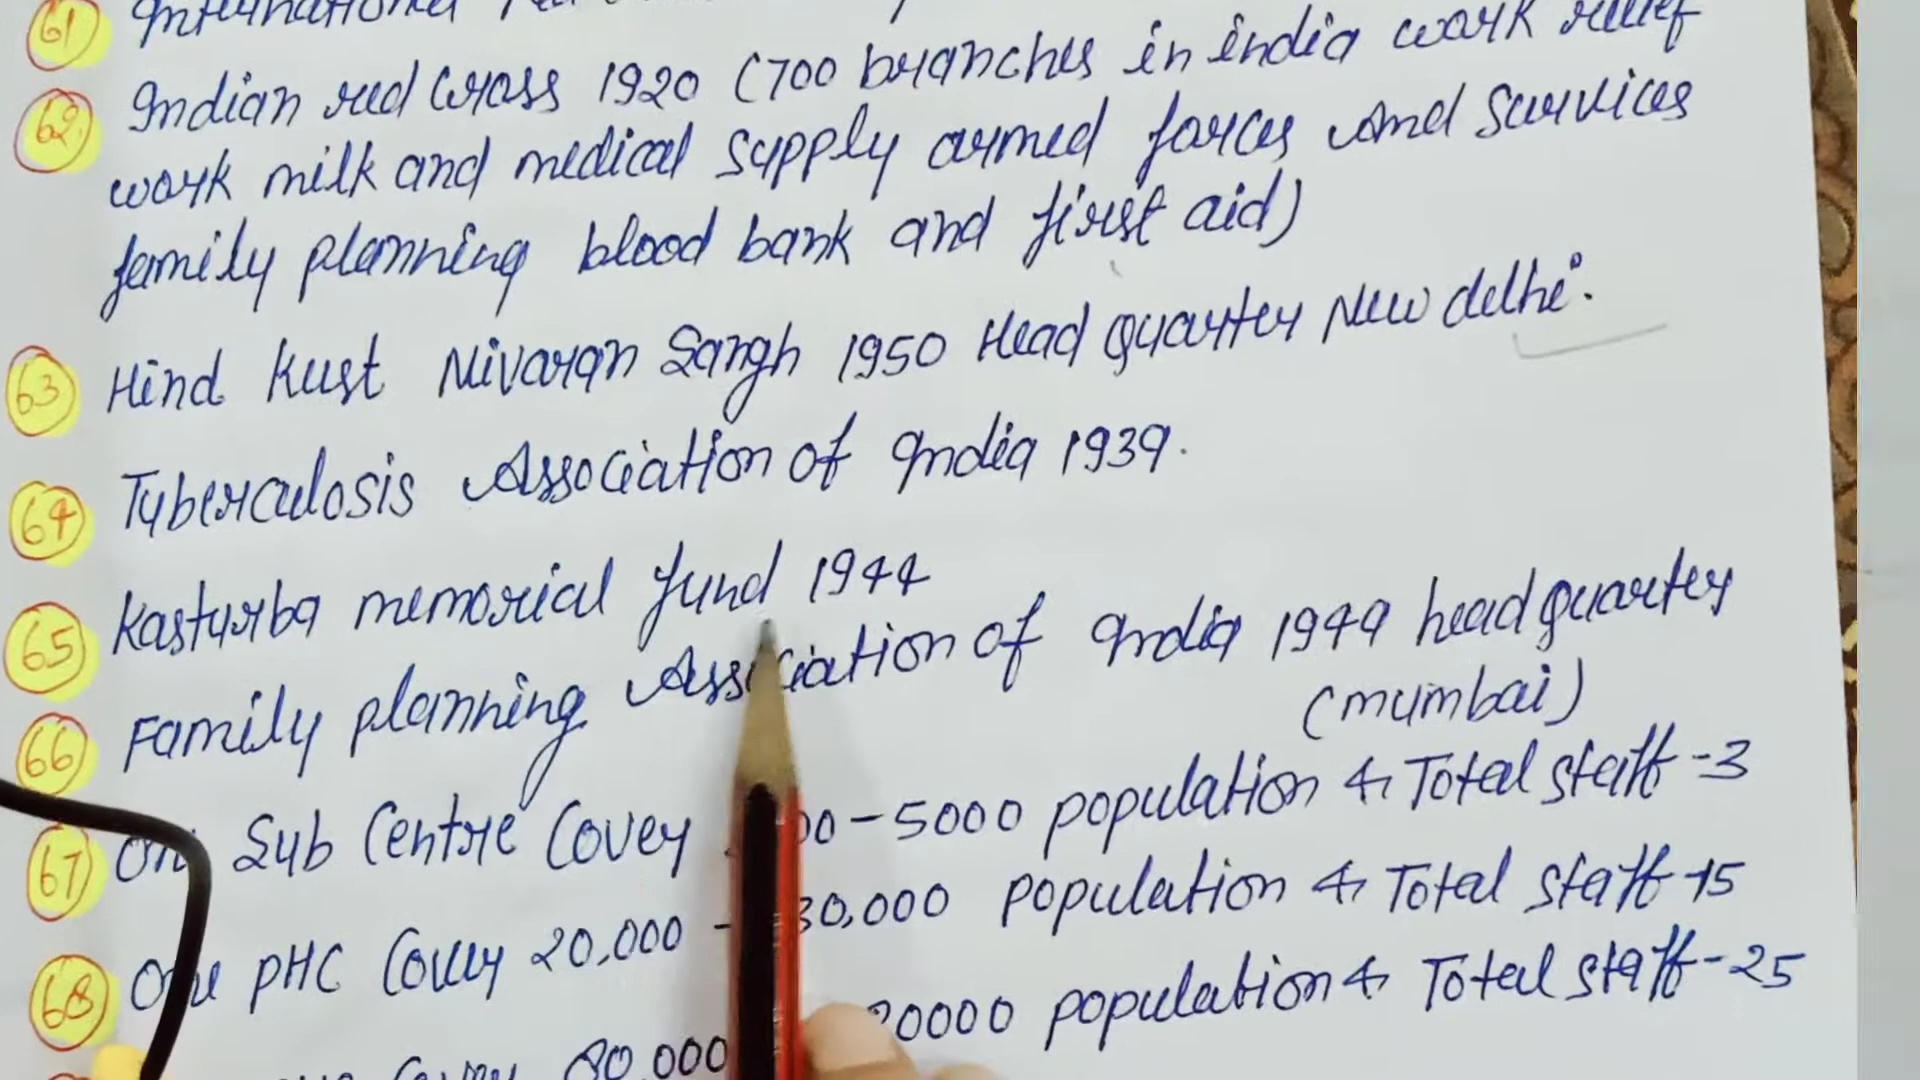 61 International
62 Indian red Cross 1920 (700 branches in india work relief
work milk and medical supply armed forces and services
family planning blood bank and first aid)
63 Hind Kust Nivaran Sangh 1950 Head quarter New delhi.
64 Tuberculosis Association of India 1939.
65 Kasturba memorial fund 1944
66 Family planning Association of India 1949 head quarter
(mumbai)
67 Sub Centre Cover 5000 population & Total staff-3
68 One PHC Cover 20,000 - 30,000 population & Total staff-15
Cover 80,000 population & Total staff-25